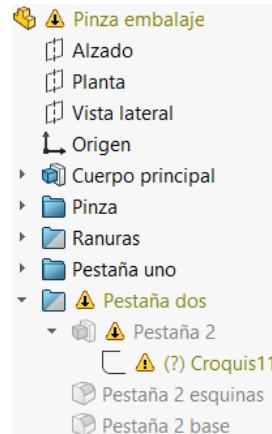 Pinza embalaje
Alzado
Planta
Vista lateral
Origen
Cuerpo principal
Pinza
Ranuras
Pestaña uno
Pestaña dos
Pestaña 2
(?) Croquis11
Pestaña 2 esquinas
Pestaña 2 base